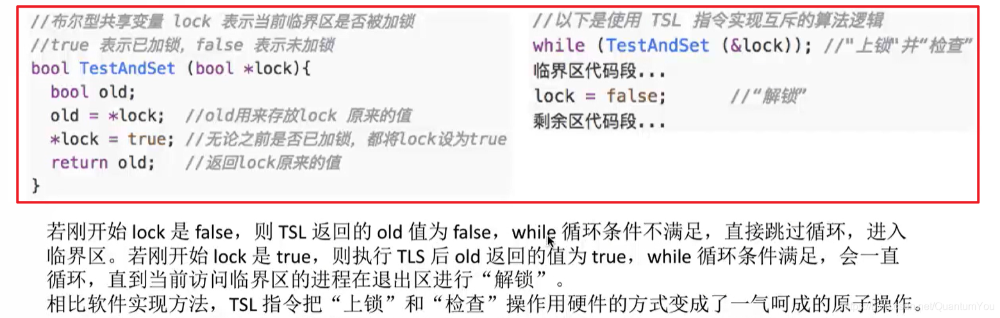 //布尔型共享变量 lock 表示当前临界区是否被加锁
//true 表示已加锁, false 表示未加锁
bool TestAndSet (bool *lock){
bool old;
old = *lock; //old用来存放lock 原来的值
*lock = true; //无论之前是否已加锁, 都将lock设为true
return old; //返回lock原来的值
}
//以下是使用 TSL 指令实现互斥的算法逻辑
while (TestAndSet (&lock)); //"上锁"并“检查”
临界区代码段...
lock = false; //“解锁”
剩余区代码段...
若刚开始 lock 是 false，则 TSL 返回的 old 值为 false，while 循环条件不满足，直接跳过循环，进入
临界区。若刚开始 lock 是 true，则执行 TLS 后 old 返回的值为 true，while 循环条件满足，会一直
循环，直到当前访问临界区的进程在退出区进行“解锁”。
相比软件实现方法，TSL 指令把“上锁”和“检查”操作用硬件的方式变成了一气呵成的原子操作。